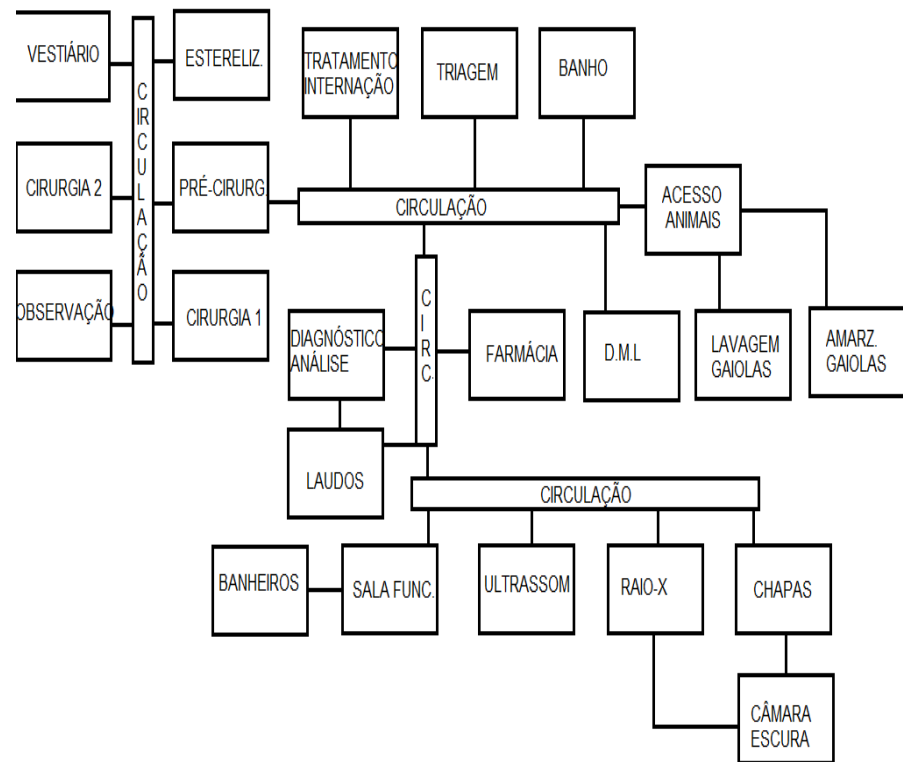 VESTIÁRIO
ESTERELIZ.
TRATAMENTO
INTERNAÇÃO
TRIAGEM
BANHO
CIRCULAÇÃO
CIRURGIA 2
PRÉ-CIRURG.
CIRCULAÇÃO
ACESSO
ANIMAIS
OBSERVAÇÃO
CIRURGIA 1
DIAGNÓSTICO
ANÁLISE
CIRC.
FARMÁCIA
D.M.L
LAVAGEM
GAIOLAS
AMARZ.
GAIOLAS
LAUDOS
CIRCULAÇÃO
BANHEIROS
SALA FUNC.
ULTRASSOM
RAIO-X
CHAPAS
CÂMARA
ESCURA